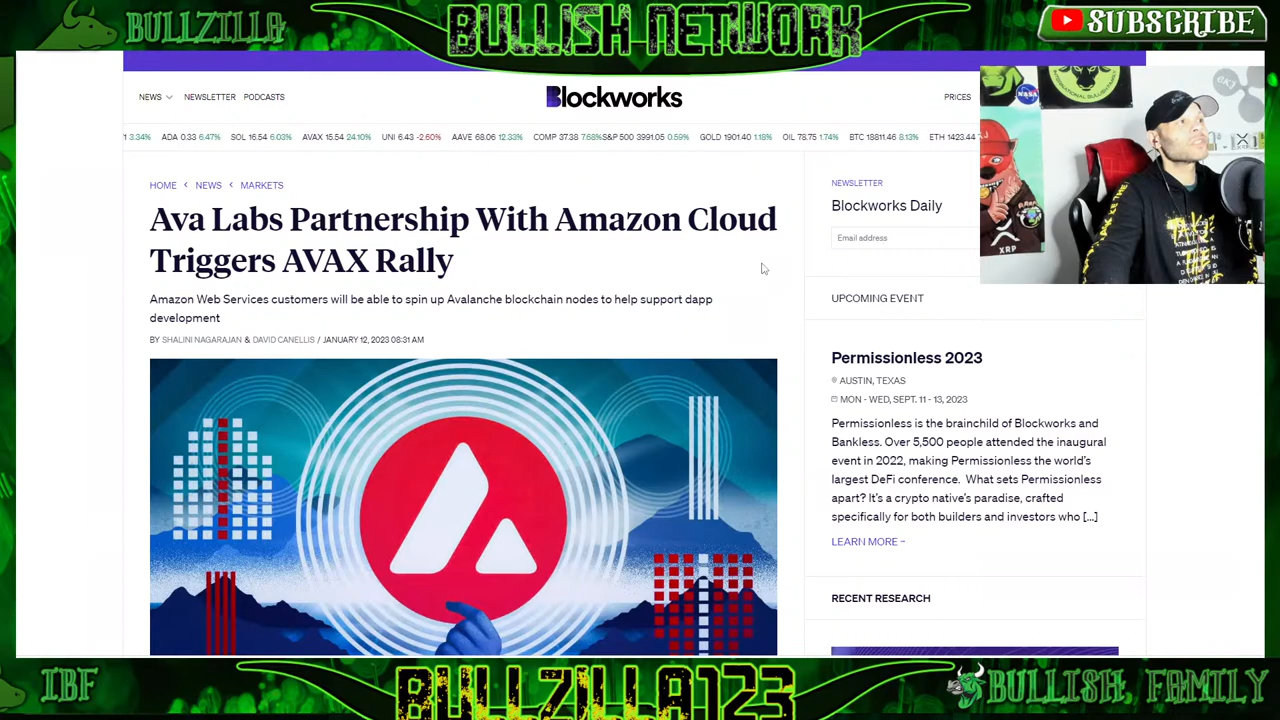 BULLZILLA
BULLISH NETWORK
SUBSCRIBE
NEWS
NEWSLETTER
PODCASTS
Blockworks
PRICES
3.34% ADA 0.33 6.47% SOL 16.54 6.03% AVAX 15.54 24.10% UNI 6.43 -2.60% AAVE 68.06 12.33% COMP 37.38 7.68% S&P 500 3991.05 0.59% GOLD 1901.40 1.18% OIL 78.75 1.74% BTC 18811.46 8.13% ETH 1423.44
HOME
NEWS
MARKETS
Ava Labs Partnership With Amazon Cloud
Triggers AVAX Rally
Amazon Web Services customers will be able to spin up Avalanche blockchain nodes to help support dapp
development
BY SHALINI NAGARAJAN & DAVID CANELLIS / JANUARY 12, 2023 08:31 AM
NEWSLETTER
Blockworks Daily
Email address
UPCOMING EVENT
Permissionless 2023
AUSTIN, TEXAS
MON - WED, SEPT. 11 - 13, 2023
Permissionless is the brainchild of Blockworks and
Bankless. Over 5,500 people attended the inaugural
event in 2022, making Permissionless the world's
largest DeFi conference. What sets Permissionless
apart? It's a crypto native's paradise, crafted
specifically for both builders and investors who [...]
LEARN MORE
RECENT RESEARCH
NASA
XRP
IBF
BULLZILLA123
BULLISH FAMILY